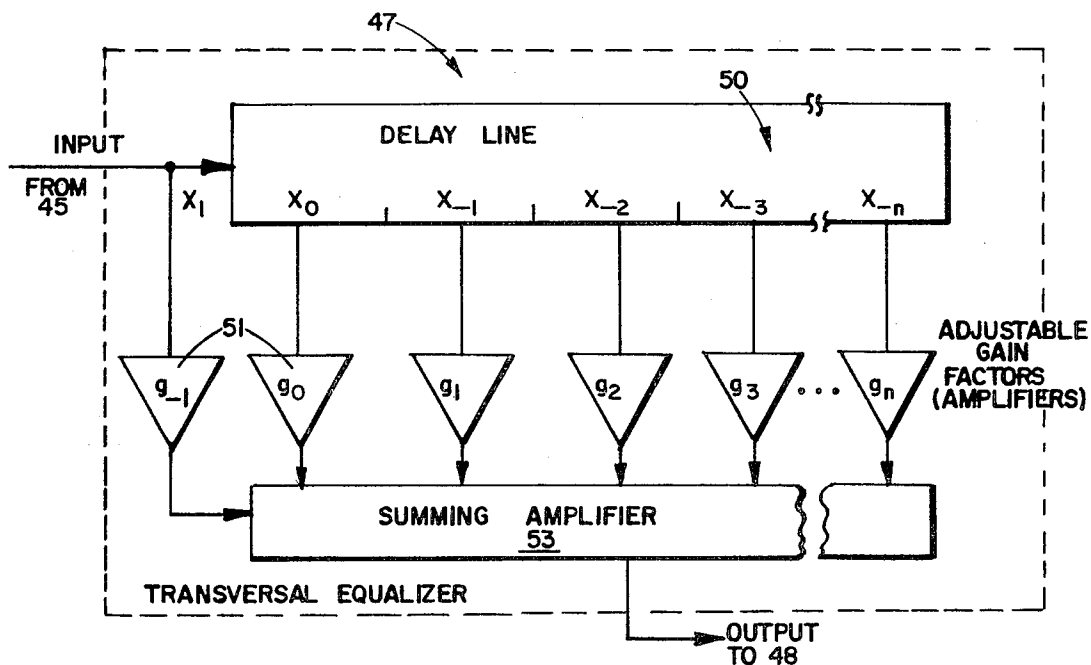 47
50
INPUT
DELAY LINE
FROM
45
X₁
X₀
X₋₁
X₋₂
X₋₃
X₋ₙ
51
ADJUSTABLE
GAIN
FACTORS
(AMPLIFIERS)
g₋₁
g₀
g₁
g₂
g₃
...
gₙ
SUMMING AMPLIFIER
53
TRANSVERSAL EQUALIZER
OUTPUT
TO 48